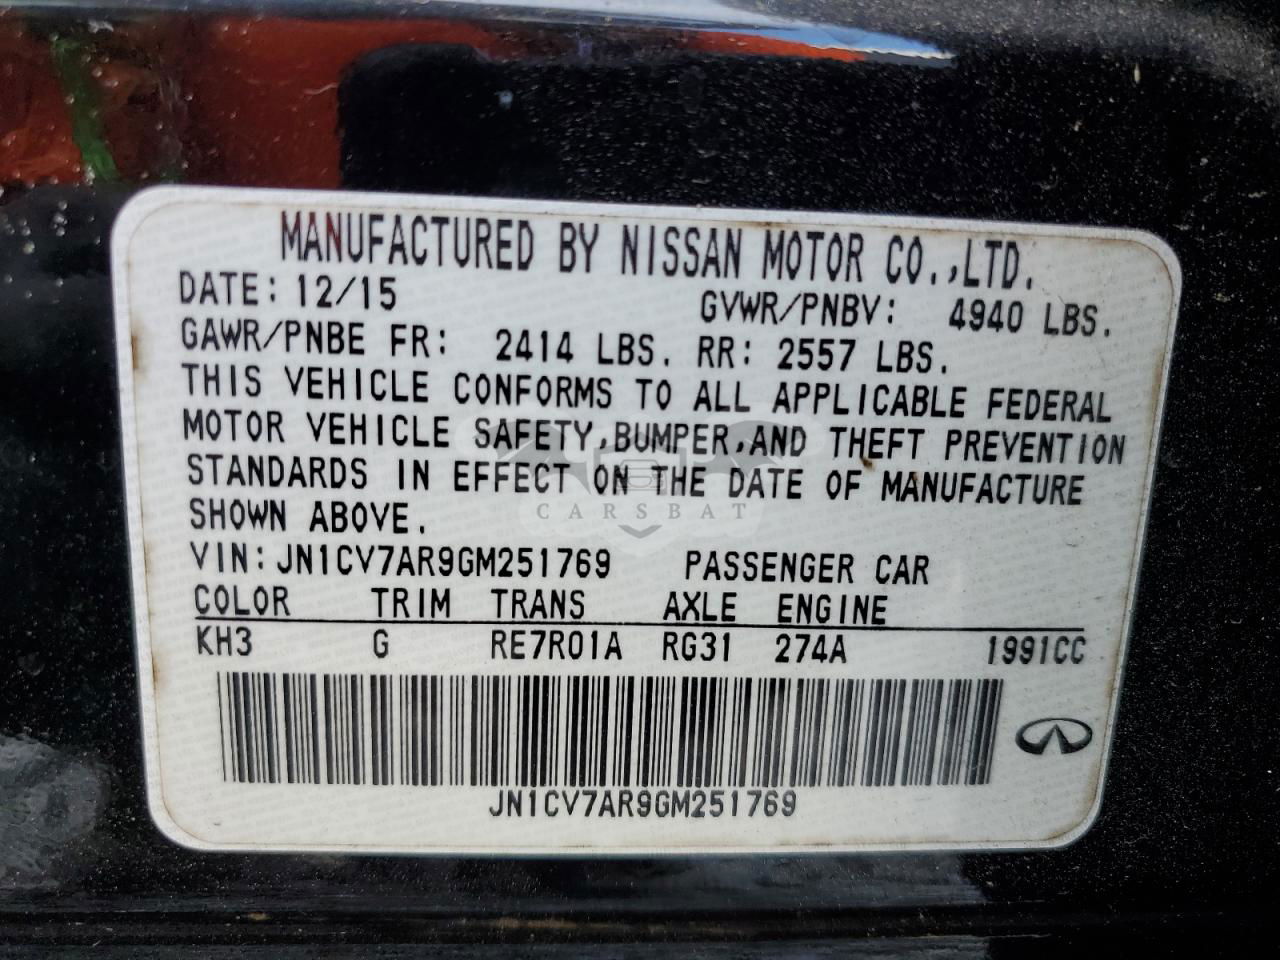 MANUFACTURED BY NISSAN MOTOR CO.,LTD.
DATE: 12/15 GVWR/PNBV: 4940 LBS.
GAWR/PNBE FR: 2414 LBS. RR: 2557 LBS.
THIS VEHICLE CONFORMS TO ALL APPLICABLE FEDERAL
MOTOR VEHICLE SAFETY,BUMPER,AND THEFT PREVENTION
STANDARDS IN EFFECT ON THE DATE OF MANUFACTURE
SHOWN ABOVE.
CARSBAT
VIN:JN1CV7AR9GM251769 PASSENGER CAR
COLOR TRIM TRANS AXLE ENGINE
KH3 G RE7R01A RG31 274A 1991CC
JN1CV7AR9GM251769